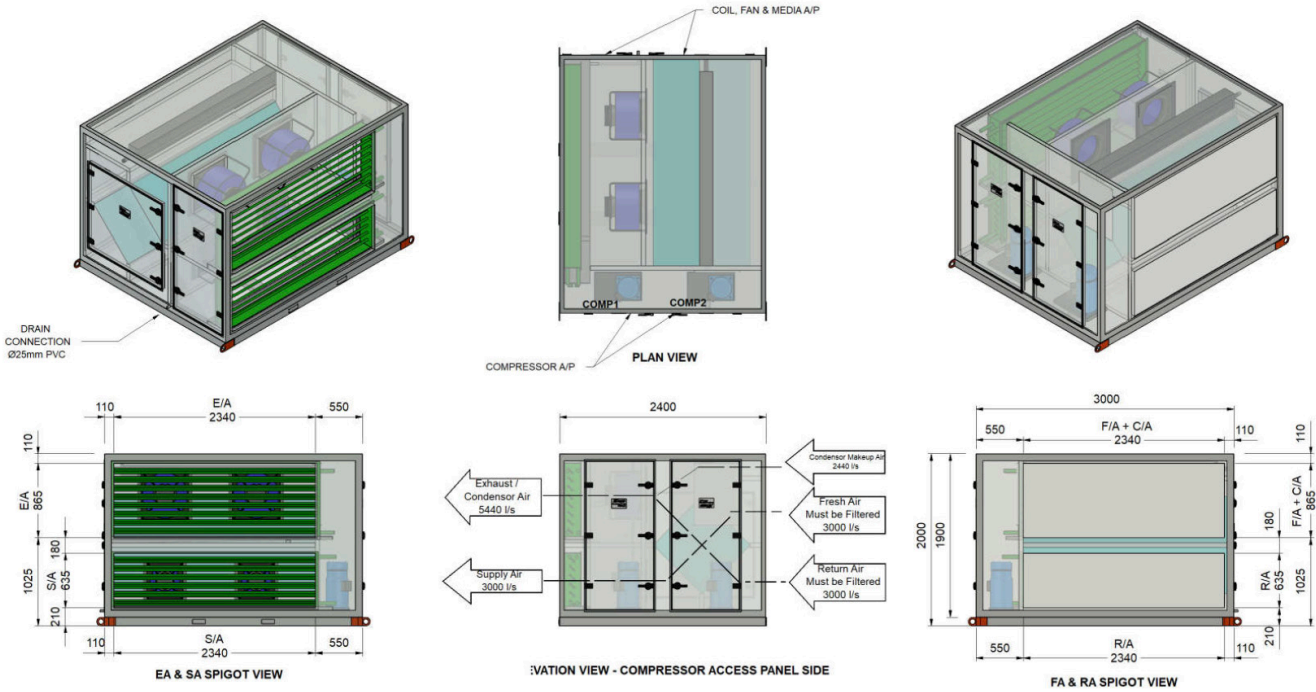 COIL, FAN & MEDIA A/P
COMP1
COMP2
PLAN VIEW
COMPRESSOR A/P
DRAIN
CONNECTION
Ø25mm PVC
110
E/A
2340
550
110
E/A
865
180
S/A
635
1025
210
110
S/A
2340
550
EA & SA SPIGOT VIEW
2400
Exhaust /
Condensor Air
5440 l/s
Supply Air
3000 l/s
Condensor Makeup Air
2440 l/s
Fresh Air
Must be Filtered
3000 l/s
Return Air
Must be Filtered
3000 l/s
:VATION VIEW - COMPRESSOR ACCESS PANEL SIDE
3000
550
F/A + C/A
2340
110
110
F/A + C/A
865
2000
1900
180
R/A
635
1025
210
550
R/A
2340
110
FA & RA SPIGOT VIEW